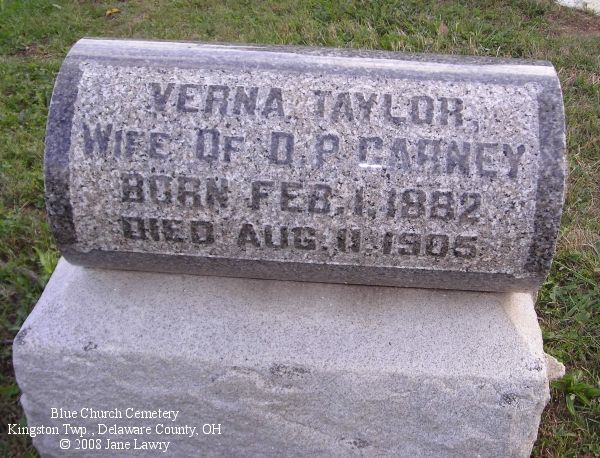 VERNA TAYLOR,
WIFE OF D.P. CARNEY
BORN FEB. 1, 1882
DIED AUG. 11, 1905
Blue Church Cemetery
Kingston Twp., Delaware County, OH
© 2008 Jane Lawry